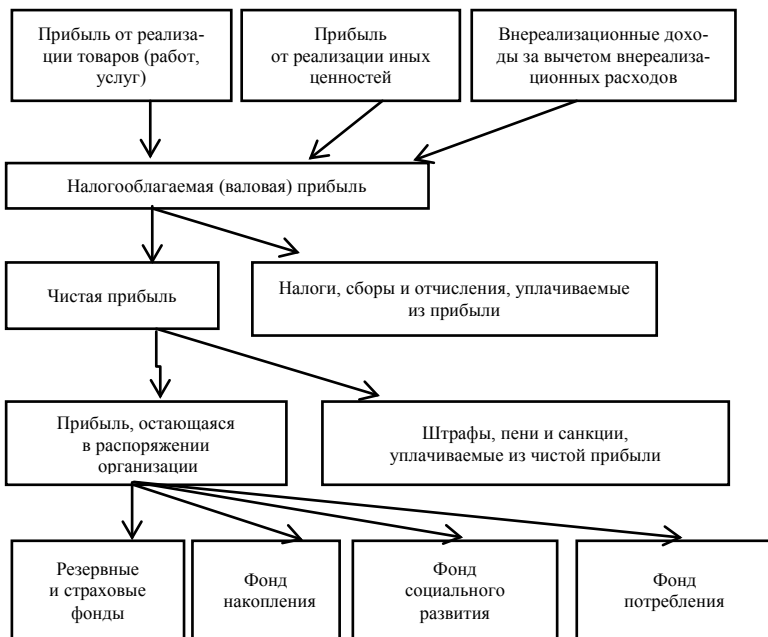 Прибыль от реализа-
ции товаров (работ,
услуг)
Прибыль
от реализации иных
ценностей
Внереализационные дохо-
ды за вычетом внереализа-
ционных расходов
Налогооблагаемая (валовая) прибыль
Чистая прибыль
Налоги, сборы и отчисления, уплачиваемые
из прибыли
Прибыль, остающаяся
в распоряжении
организации
Штрафы, пени и санкции,
уплачиваемые из чистой прибыли
Резервные
и страховые
фонды
Фонд
накопления
Фонд
социального
развития
Фонд
потребления